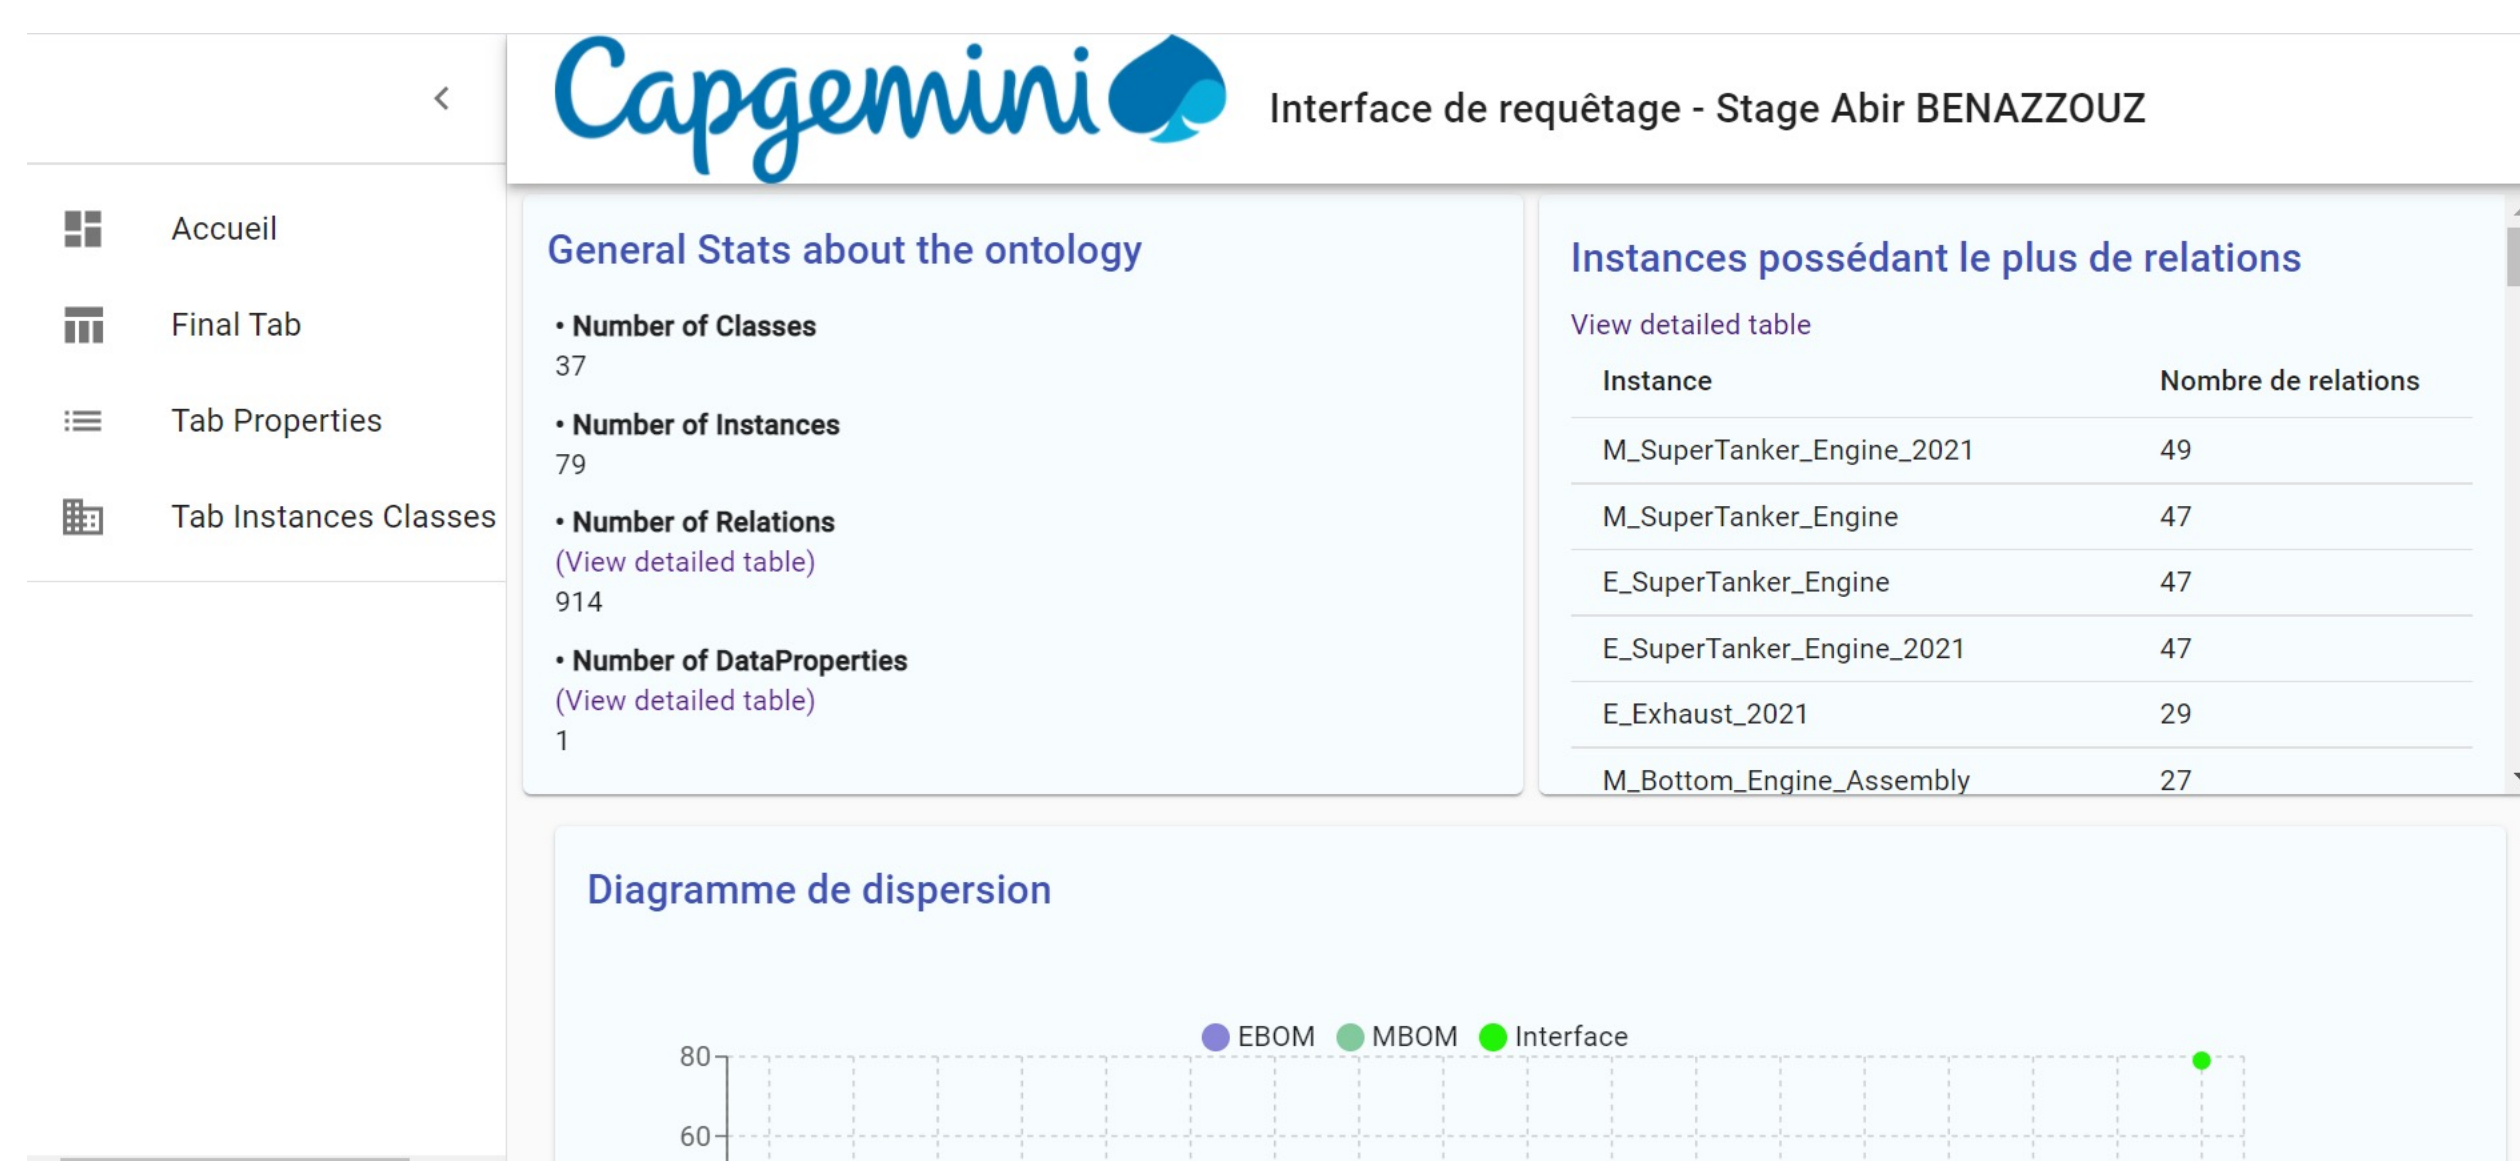 Capgemini
Interface de requêtage - Stage Abir BENAZZOUZ
Accueil
Final Tab
Tab Properties
Tab Instances Classes
General Stats about the ontology
• Number of Classes
37
• Number of Instances
79
• Number of Relations
(View detailed table)
914
• Number of DataProperties
(View detailed table)
1
Instances possédant le plus de relations
View detailed table
Instance Nombre de relations
M_SuperTanker_Engine_2021 49
M_SuperTanker_Engine 47
E_SuperTanker_Engine 47
E_SuperTanker_Engine_2021 47
E_Exhaust_2021 29
M_Bottom_Engine_Assembly 27
Diagramme de dispersion
EBOM MBOM Interface
80
60